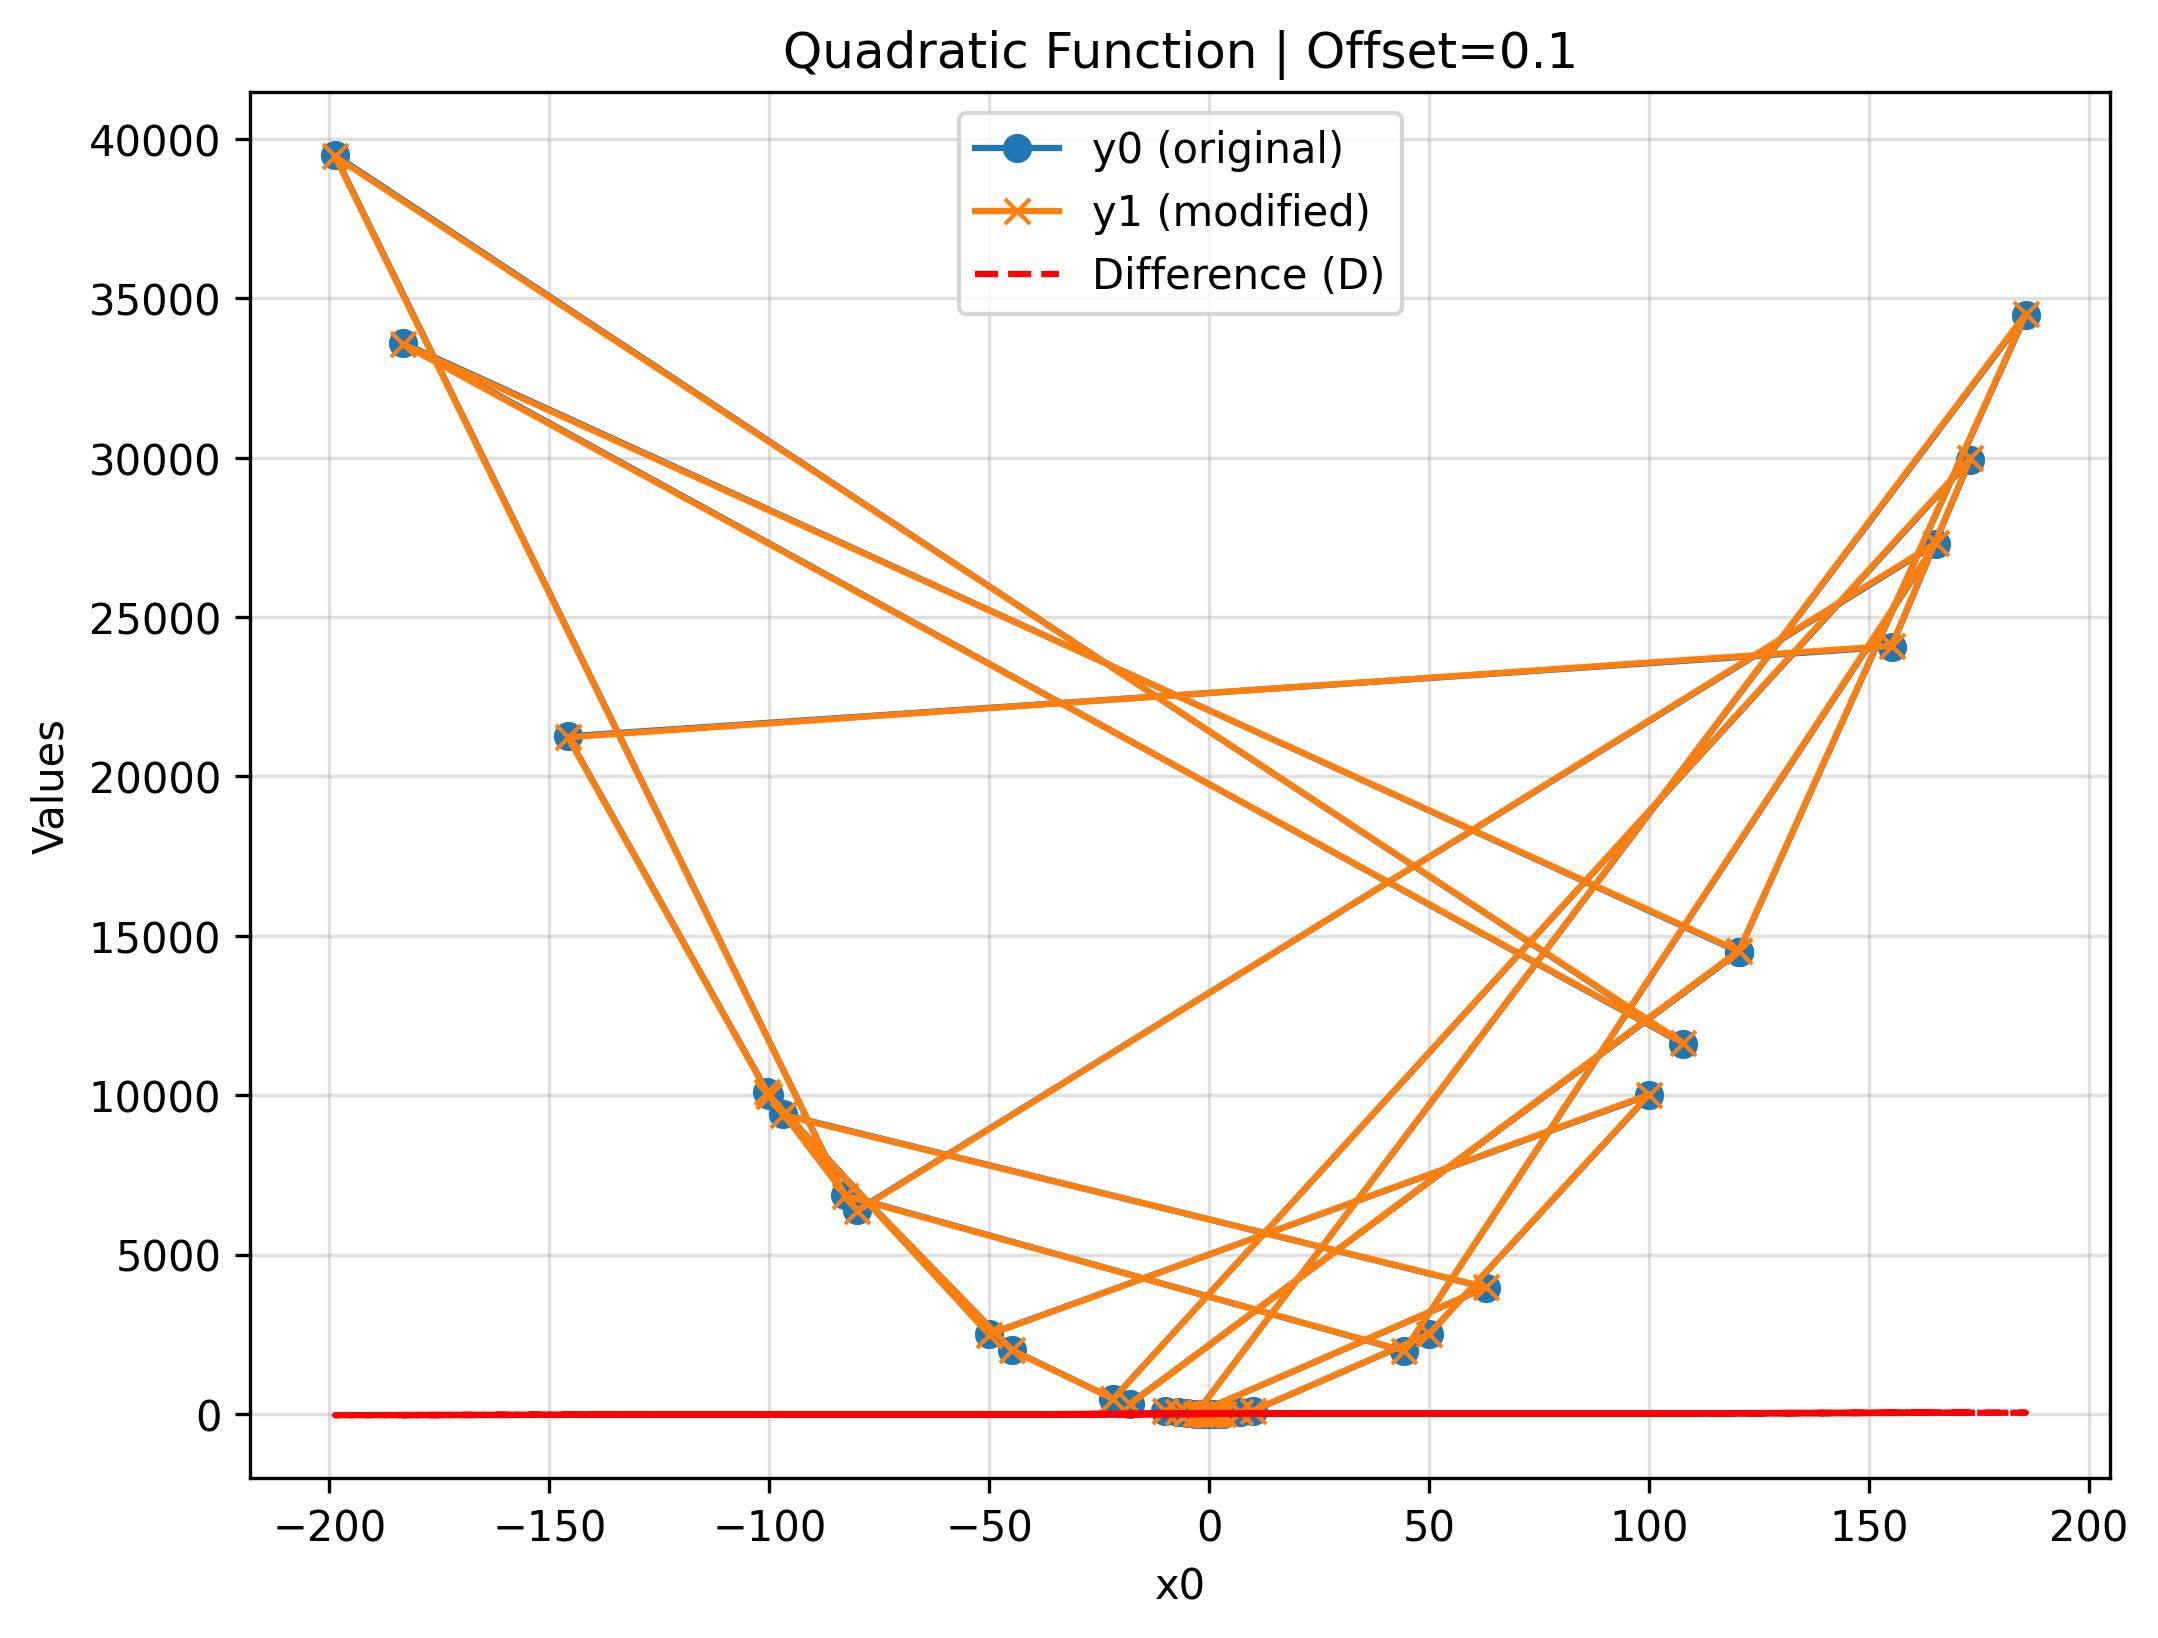 Quadratic Function | Offset=0.1
y0 (original)
y1 (modified)
Difference (D)
Values
40000
35000
30000
25000
20000
15000
10000
5000
0
−200 −150 −100 −50 0 50 100 150 200
x0